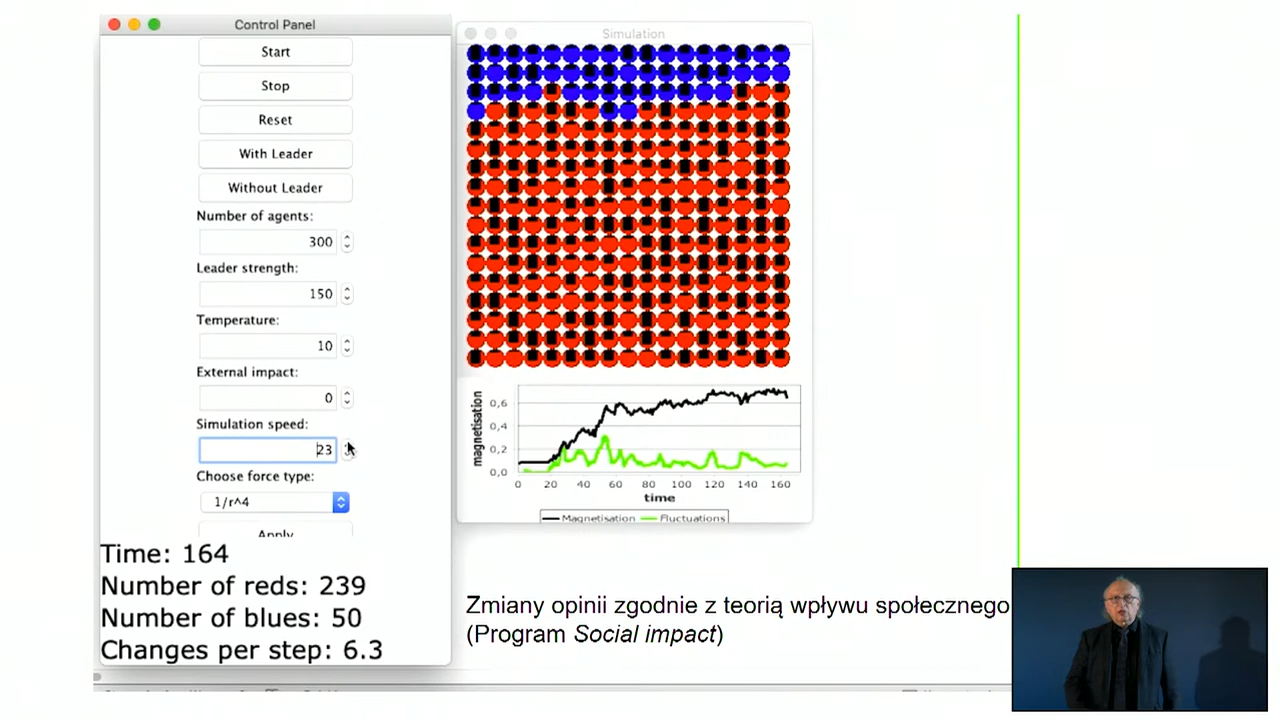 Control Panel
Start
Stop
Reset
With Leader
Without Leader
Number of agents:
300
Leader strength:
150
Temperature:
10
External impact:
0
Simulation speed:
23
Choose force type:
1/r^4
Apply
Time: 164
Number of reds: 239
Number of blues: 50
Changes per step: 6.3
Simulation
magnetisation
0,6
0,4
0,2
0,0
0 20 40 60 80 100 120 140 160
time
Magnetisation Fluctuations
Zmiany opinii zgodnie z teorią wpływu społecznego
(Program Social impact)